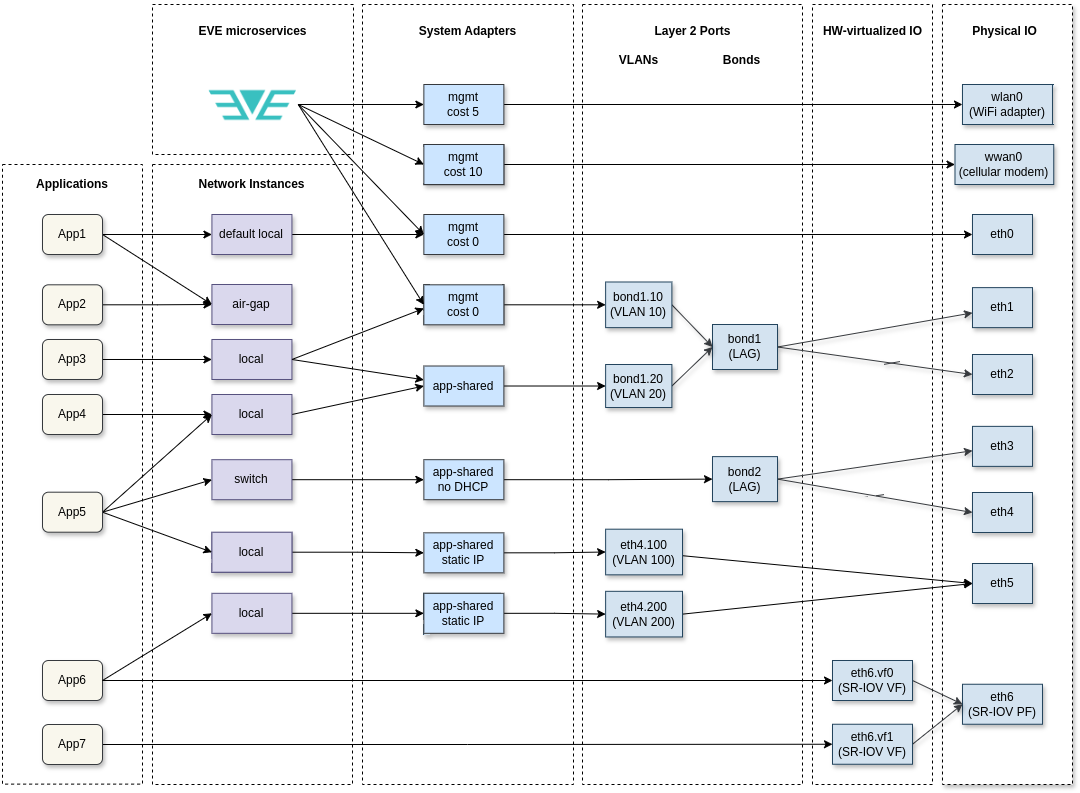 EVE microservices
System Adapters
Layer 2 Ports
HW-virtualized IO
Physical IO
VLANs
Bonds
mgmt
cost 5
wlan0
(WiFi adapter)
mgmt
cost 10
wwan0
(cellular modem)
Applications
Network Instances
App1
default local
mgmt
cost 0
eth0
App2
air-gap
mgmt
cost 0
bond1.10
(VLAN 10)
eth1
bond1
(LAG)
App3
local
app-shared
bond1.20
(VLAN 20)
eth2
App4
local
eth3
App5
switch
app-shared
no DHCP
bond2
(LAG)
eth4
local
app-shared
static IP
eth4.100
(VLAN 100)
eth5
local
app-shared
static IP
eth4.200
(VLAN 200)
App6
eth6.vf0
(SR-IOV VF)
eth6
(SR-IOV PF)
App7
eth6.vf1
(SR-IOV VF)